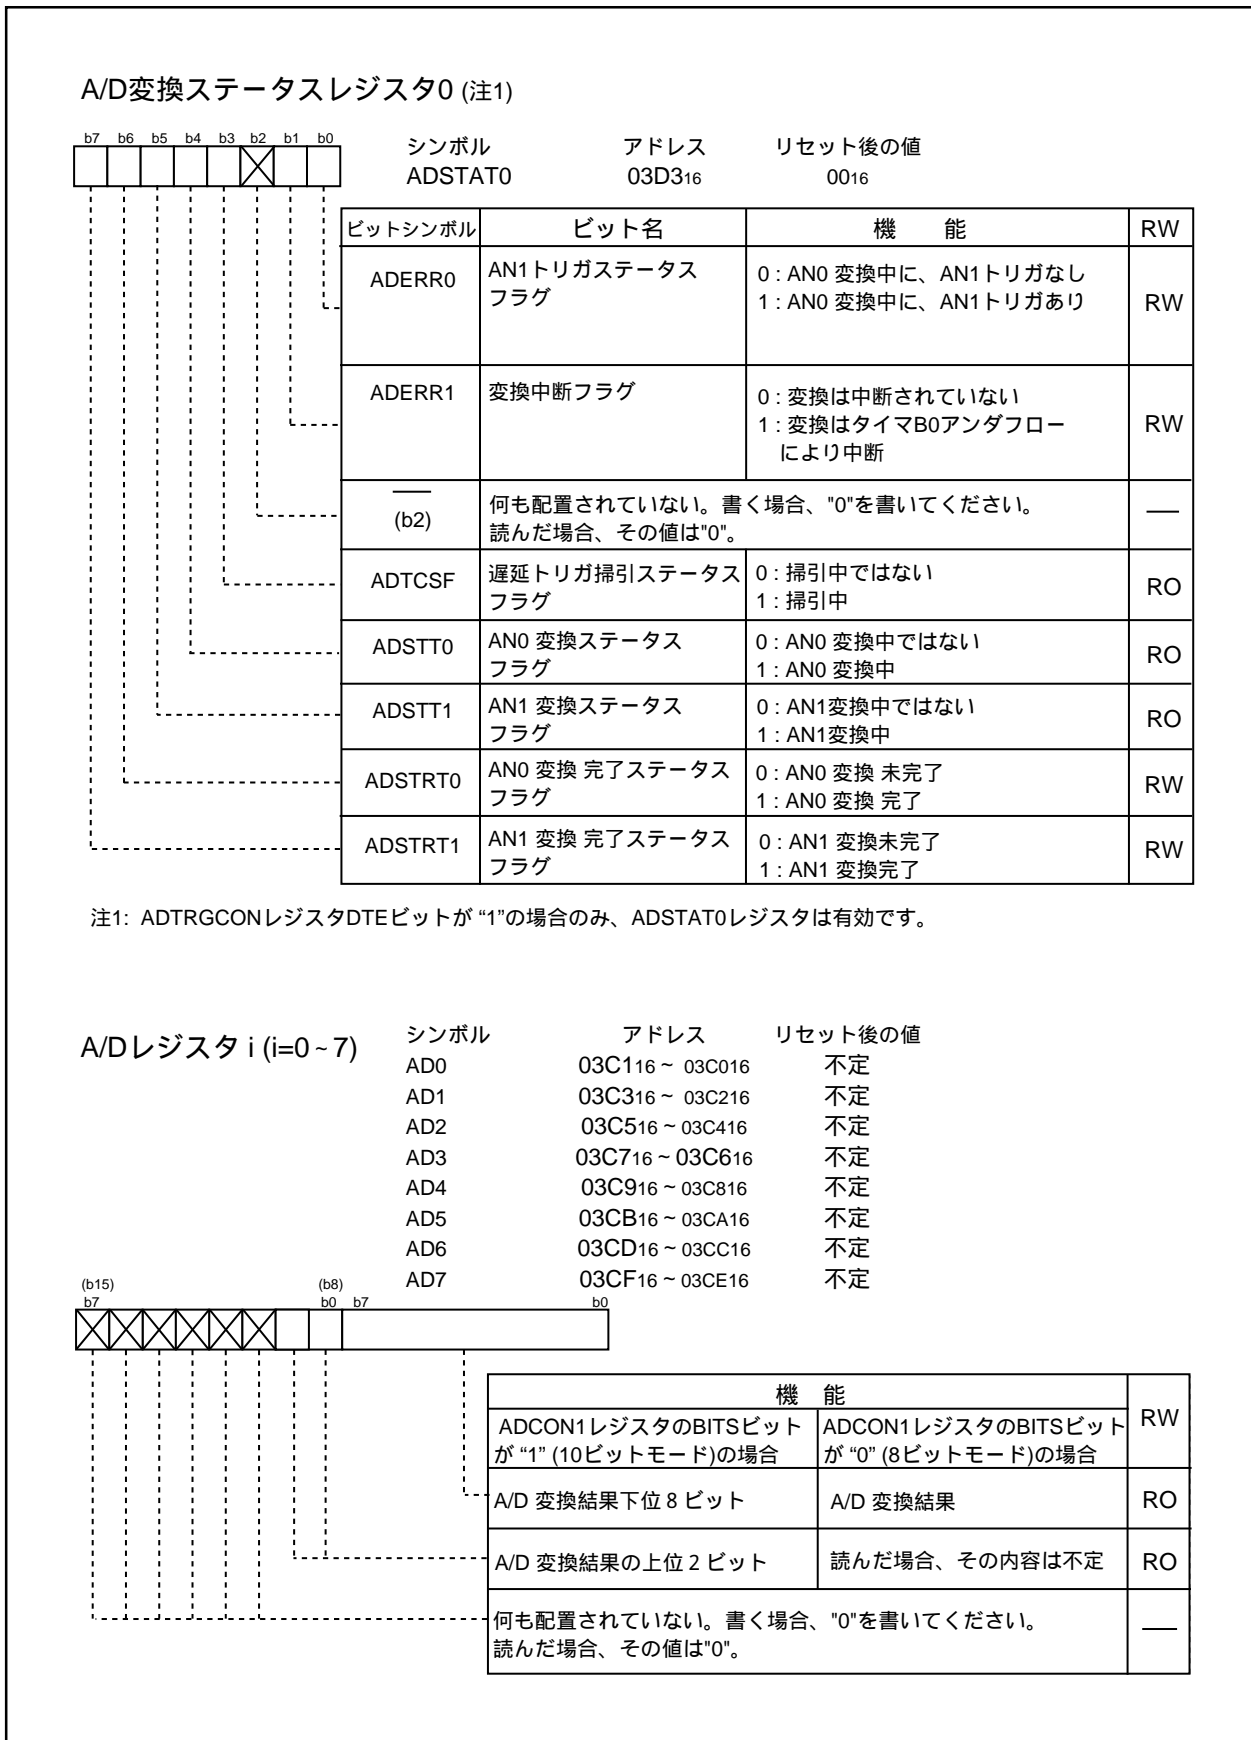 A/D変換ステータスレジスタ0 (注1)
b7 b6 b5 b4 b3 b2 b1 b0
シンボル アドレス リセット後の値
ADSTAT0 03D316 0016
ビットシンボル ビット名 機 能 RW
ADERR0 AN1トリガステータス 0 : AN0 変換中に、AN1トリガなし RW
フラグ 1 : AN0 変換中に、AN1トリガあり
ADERR1 変換中断フラグ 0 : 変換は中断されていない RW
1 : 変換はタイマB0アンダフロー
により中断
(b2) 何も配置されていない。書く場合、"0"を書いてください。 —
読んだ場合、その値は"0"。
ADTCSF 遅延トリガ掃引ステータス 0 : 掃引中ではない RO
フラグ 1 : 掃引中
ADSTT0 AN0 変換ステータス 0 : AN0 変換中ではない RO
フラグ 1 : AN0 変換中
ADSTT1 AN1 変換ステータス 0 : AN1変換中ではない RO
フラグ 1 : AN1変換中
ADSTRT0 AN0 変換 完了ステータス 0 : AN0 変換 未完了 RW
フラグ 1 : AN0 変換 完了
ADSTRT1 AN1 変換 完了ステータス 0 : AN1 変換未完了 RW
フラグ 1 : AN1 変換完了
注1: ADTRGCONレジスタDTEビットが “1”の場合のみ、ADSTAT0レジスタは有効です。
A/Dレジスタ i (i=0~7)
シンボル アドレス リセット後の値
AD0 03C116 ~ 03C016 不定
AD1 03C316 ~ 03C216 不定
AD2 03C516 ~ 03C416 不定
AD3 03C716 ~ 03C616 不定
AD4 03C916 ~ 03C816 不定
AD5 03CB16 ~ 03CA16 不定
AD6 03CD16 ~ 03CC16 不定
AD7 03CF16 ~ 03CE16 不定
(b15) (b8)
b7 b0 b7 b0
機 能 RW
ADCON1レジスタのBITSビット ADCON1レジスタのBITSビット
が “1” (10ビットモード)の場合 が “0” (8ビットモード)の場合
A/D 変換結果下位 8 ビット A/D 変換結果 RO
A/D 変換結果の上位 2 ビット 読んだ場合、その内容は不定 RO
何も配置されていない。書く場合、"0"を書いてください。 —
読んだ場合、その値は"0"。